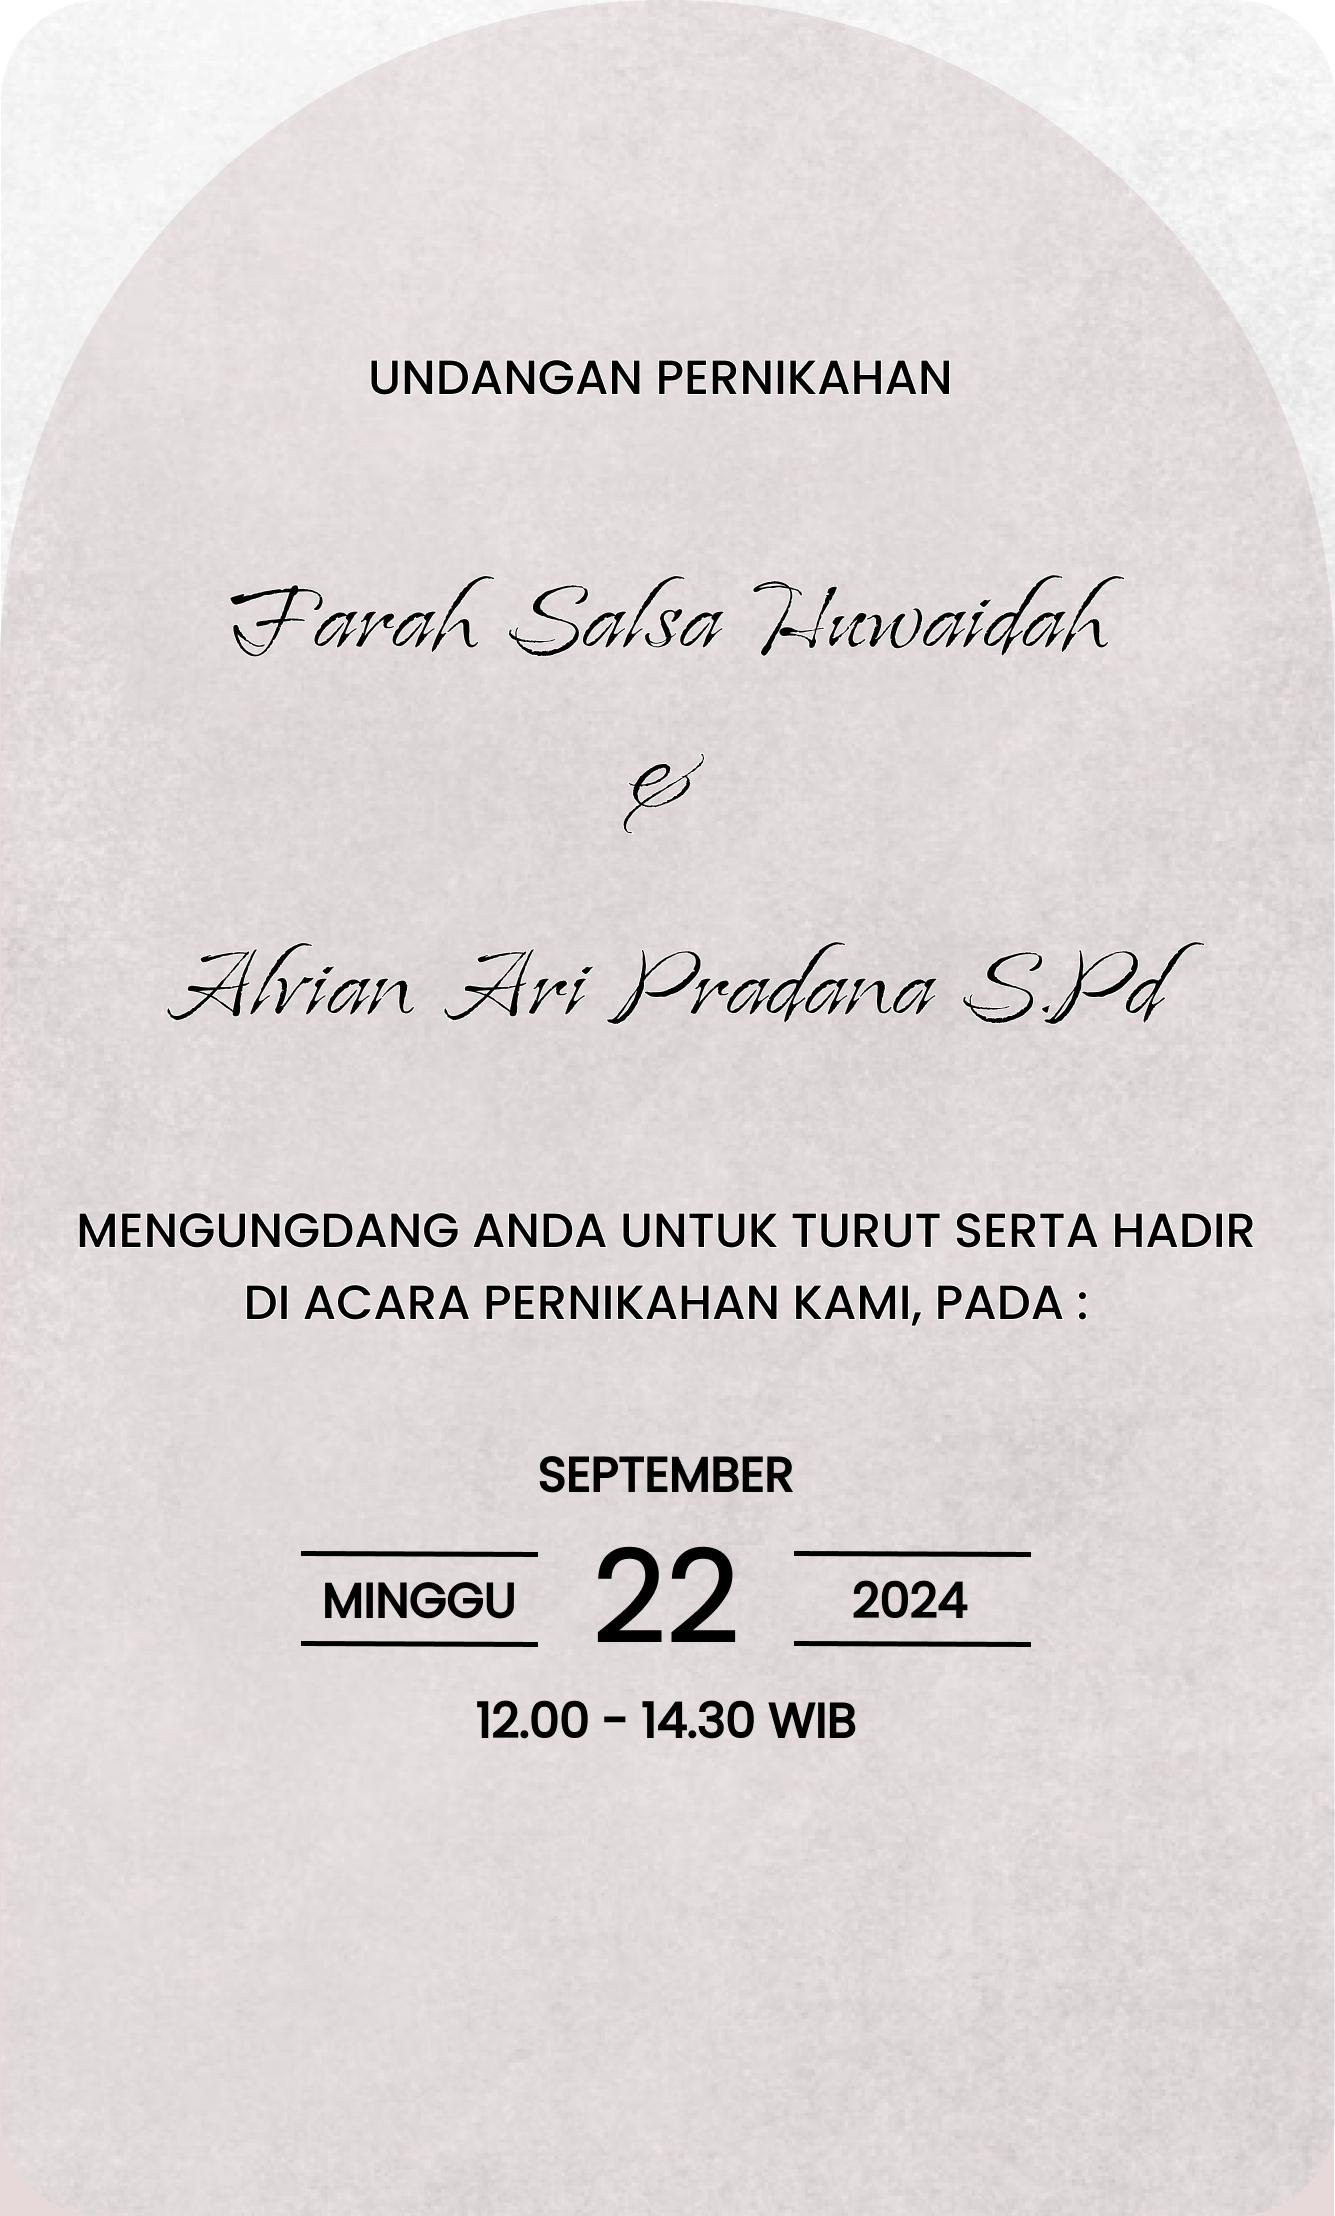 UNDANGAN PERNIKAHAN
Farah Salsa Huwaidah
&
Alvian Ari Pradana S.Pd
MENGUNGDANG ANDA UNTUK TURUT SERTA HADIR
DI ACARA PERNIKAHAN KAMI, PADA :
SEPTEMBER
MINGGU 22 2024
12.00 - 14.30 WIB